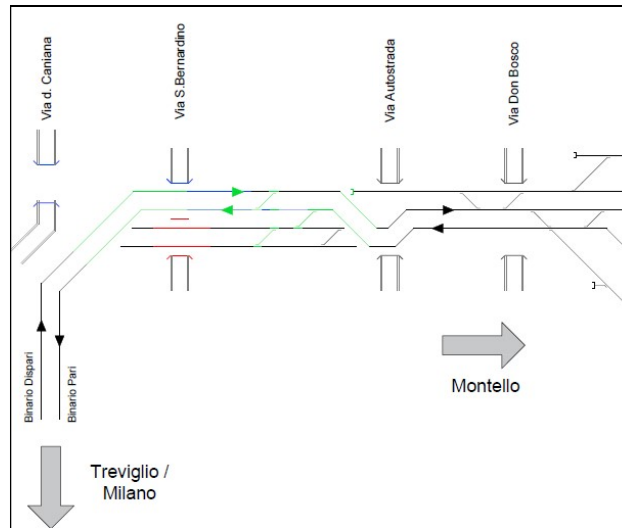 Via d. Caniana
Via S.Bernardino
Via Autostrada
Via Don Bosco
Binario Dispari
Binario Pari
Montello
Treviglio /
Milano